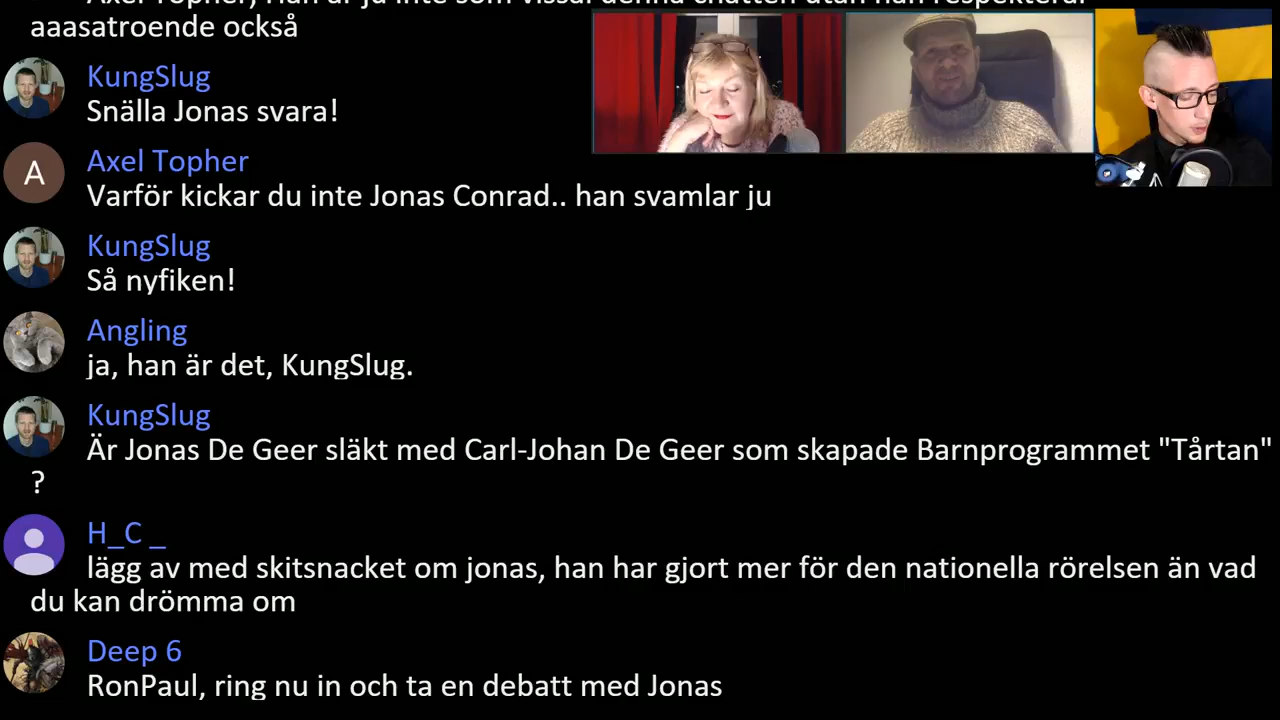 aaasatroende också
KungSlug
Snälla Jonas svara!
A
Axel Topher
Varför kickar du inte Jonas Conrad.. han svamlar ju
KungSlug
Så nyfiken!
Angling
ja, han är det, KungSlug.
KungSlug
Är Jonas De Geer släkt med Carl-Johan De Geer som skapade Barnprogrammet "Tårtan"
?
H_C _
lägg av med skitsnacket om jonas, han har gjort mer för den nationella rörelsen än vad
du kan drömma om
Deep 6
RonPaul, ring nu in och ta en debatt med Jonas